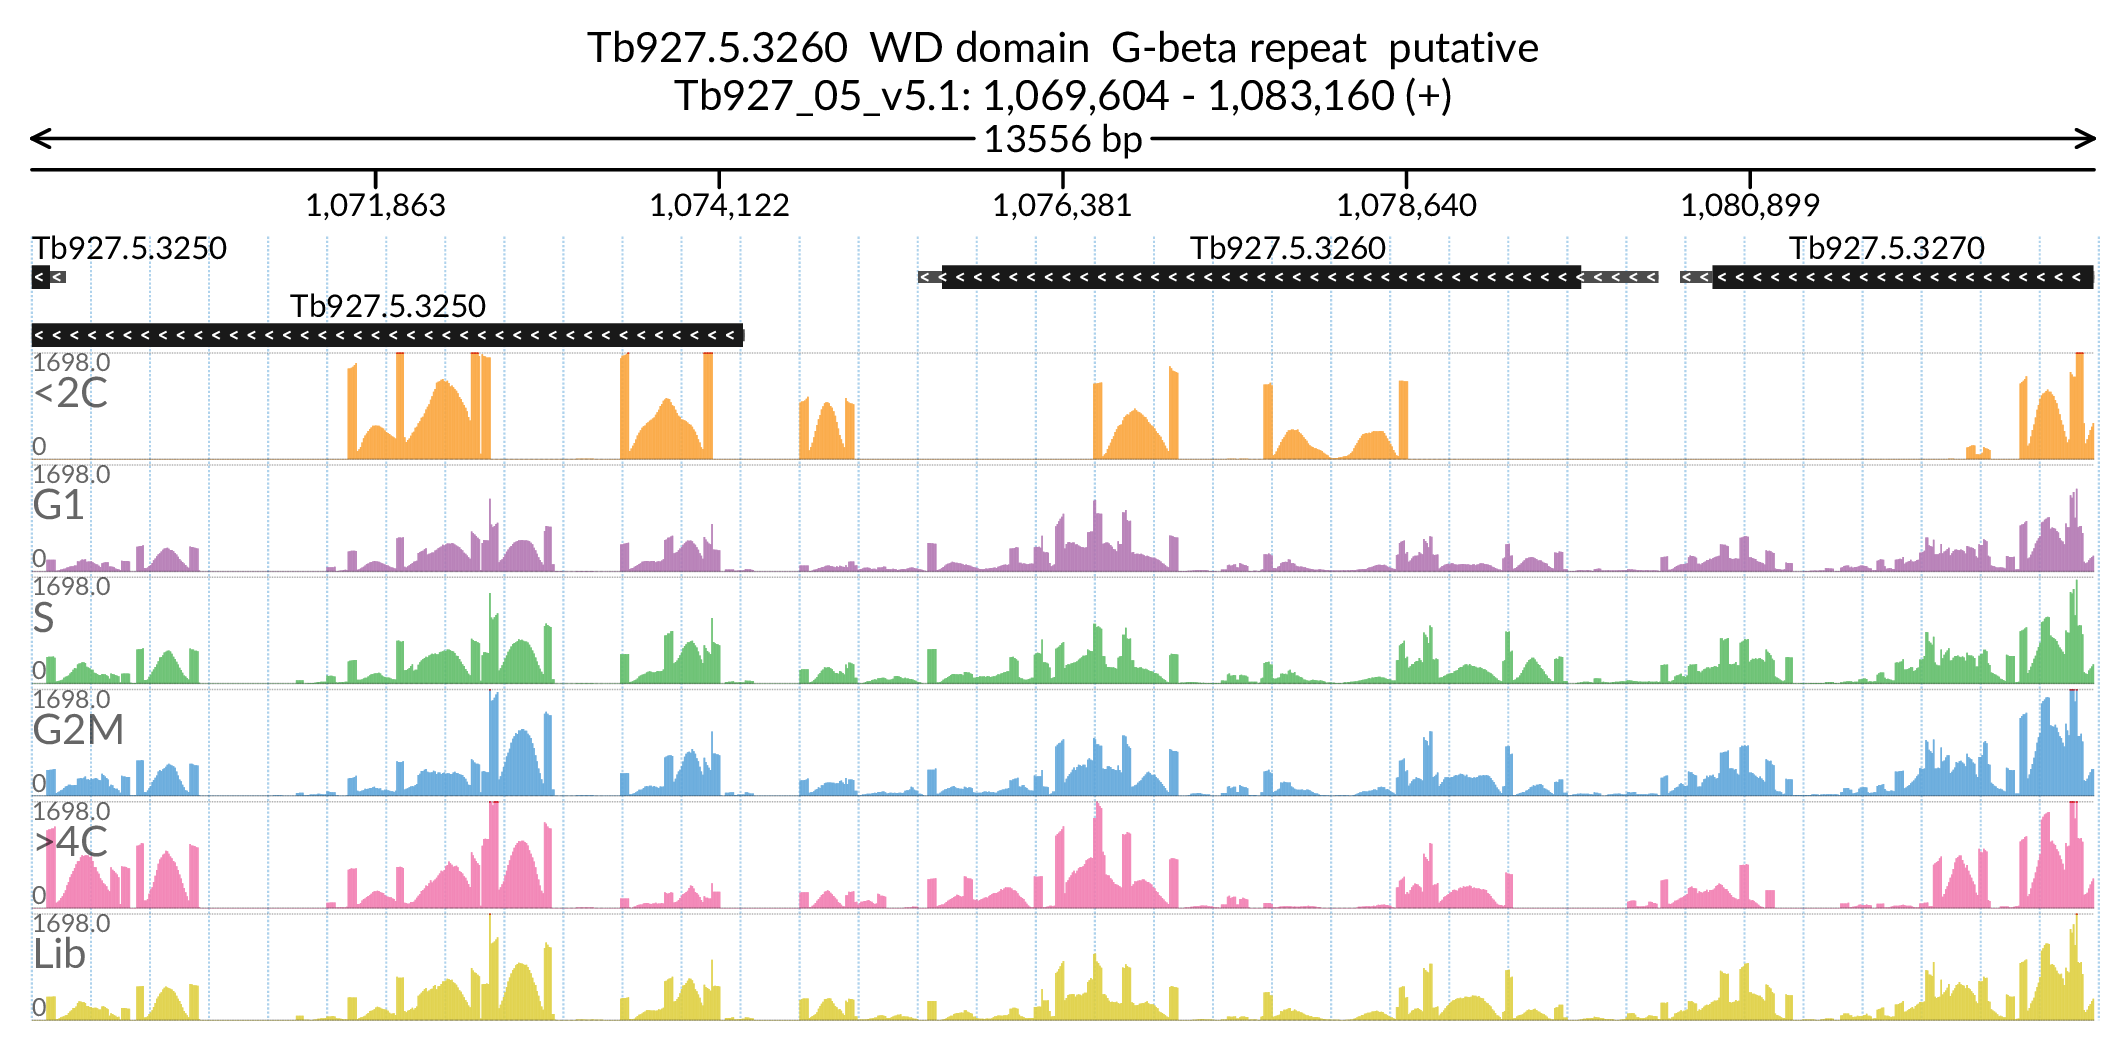 Tb927.5.3260  WD domain  G-beta repeat  putative
Tb927_05_v5.1: 1,069,604 - 1,083,160 (+)
13556 bp
1,071,863 1,074,122 1,076,381 1,078,640 1,080,899
Tb927.5.3250 Tb927.5.3260 Tb927.5.3270
Tb927.5.3250
1698.0
<2C
0
1698.0
G1
0
1698.0
S
0
1698.0
G2M
0
1698.0
>4C
0
1698.0
Lib
0